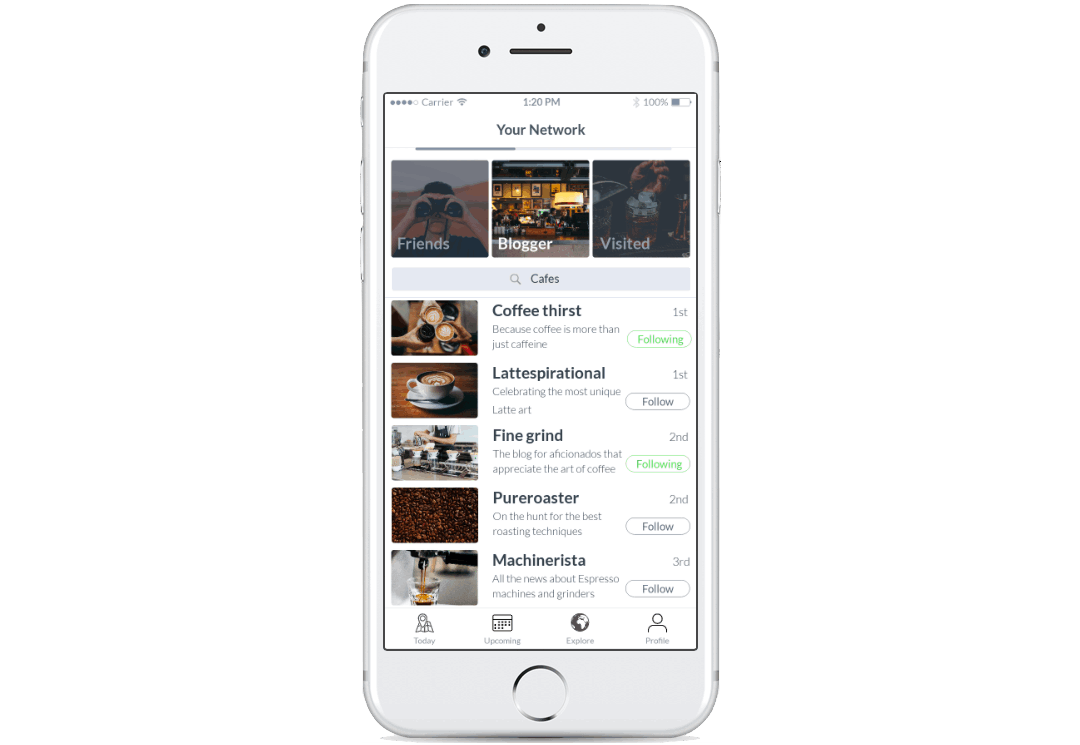 Carrier 1:20 PM 100%
Your Network
Friends Blogger Visited
Cafes
Coffee thirst 1st
Because coffee is more than
just caffeine
Following
Lattespirational 1st
Celebrating the most unique
Latte art
Follow
Fine grind 2nd
The blog for aficionados that
appreciate the art of coffee
Following
Pureroaster 2nd
On the hunt for the best
roasting techniques
Follow
Machinerista 3rd
All the news about Espresso
machines and grinders
Follow
Today Upcoming Explore Profile